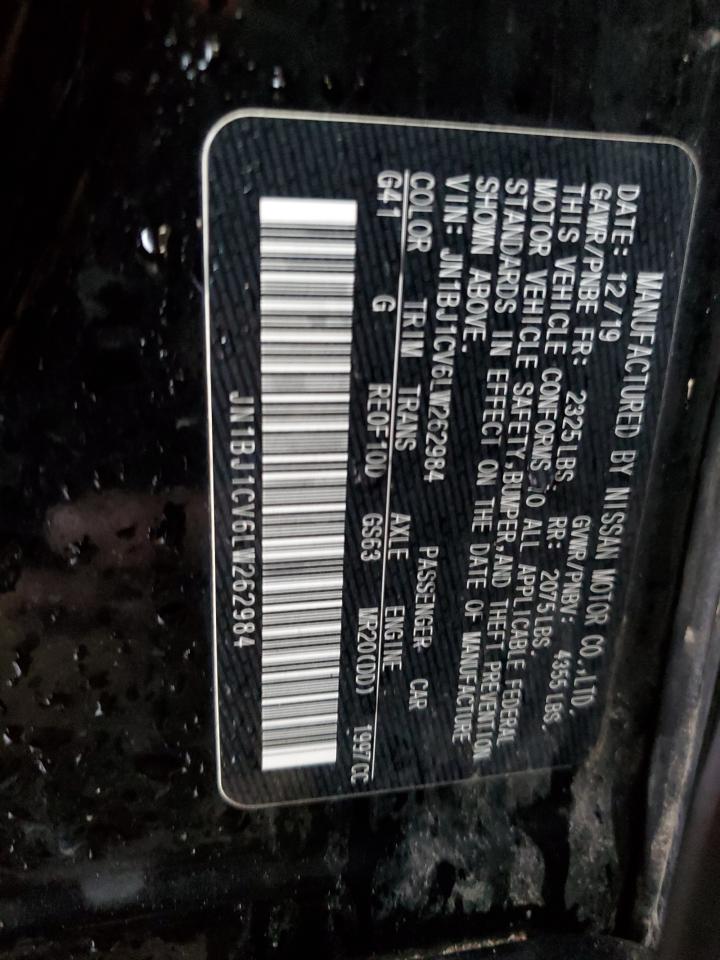 MANUFACTURED BY NISSAN MOTOR CO.,LTD.
DATE: 12/19 GVWR/PNBV: 4355LBS.
GAWR/PNBE FR: 2325LBS. RR: 2075LBS.
THIS VEHICLE CONFORMS TO ALL APPLICABLE FEDERAL
MOTOR VEHICLE SAFETY,BUMPER,AND THEFT PREVENTION
STANDARDS IN EFFECT ON THE DATE OF MANUFACTURE
SHOWN ABOVE.
VIN: JN1BJ1CV6LW262984 PASSENGER CAR
COLOR TRIM TRANS AXLE ENGINE
G41 G RE0F10D GS63 MR20(DD) 1997CC
JN1BJ1CV6LW262984